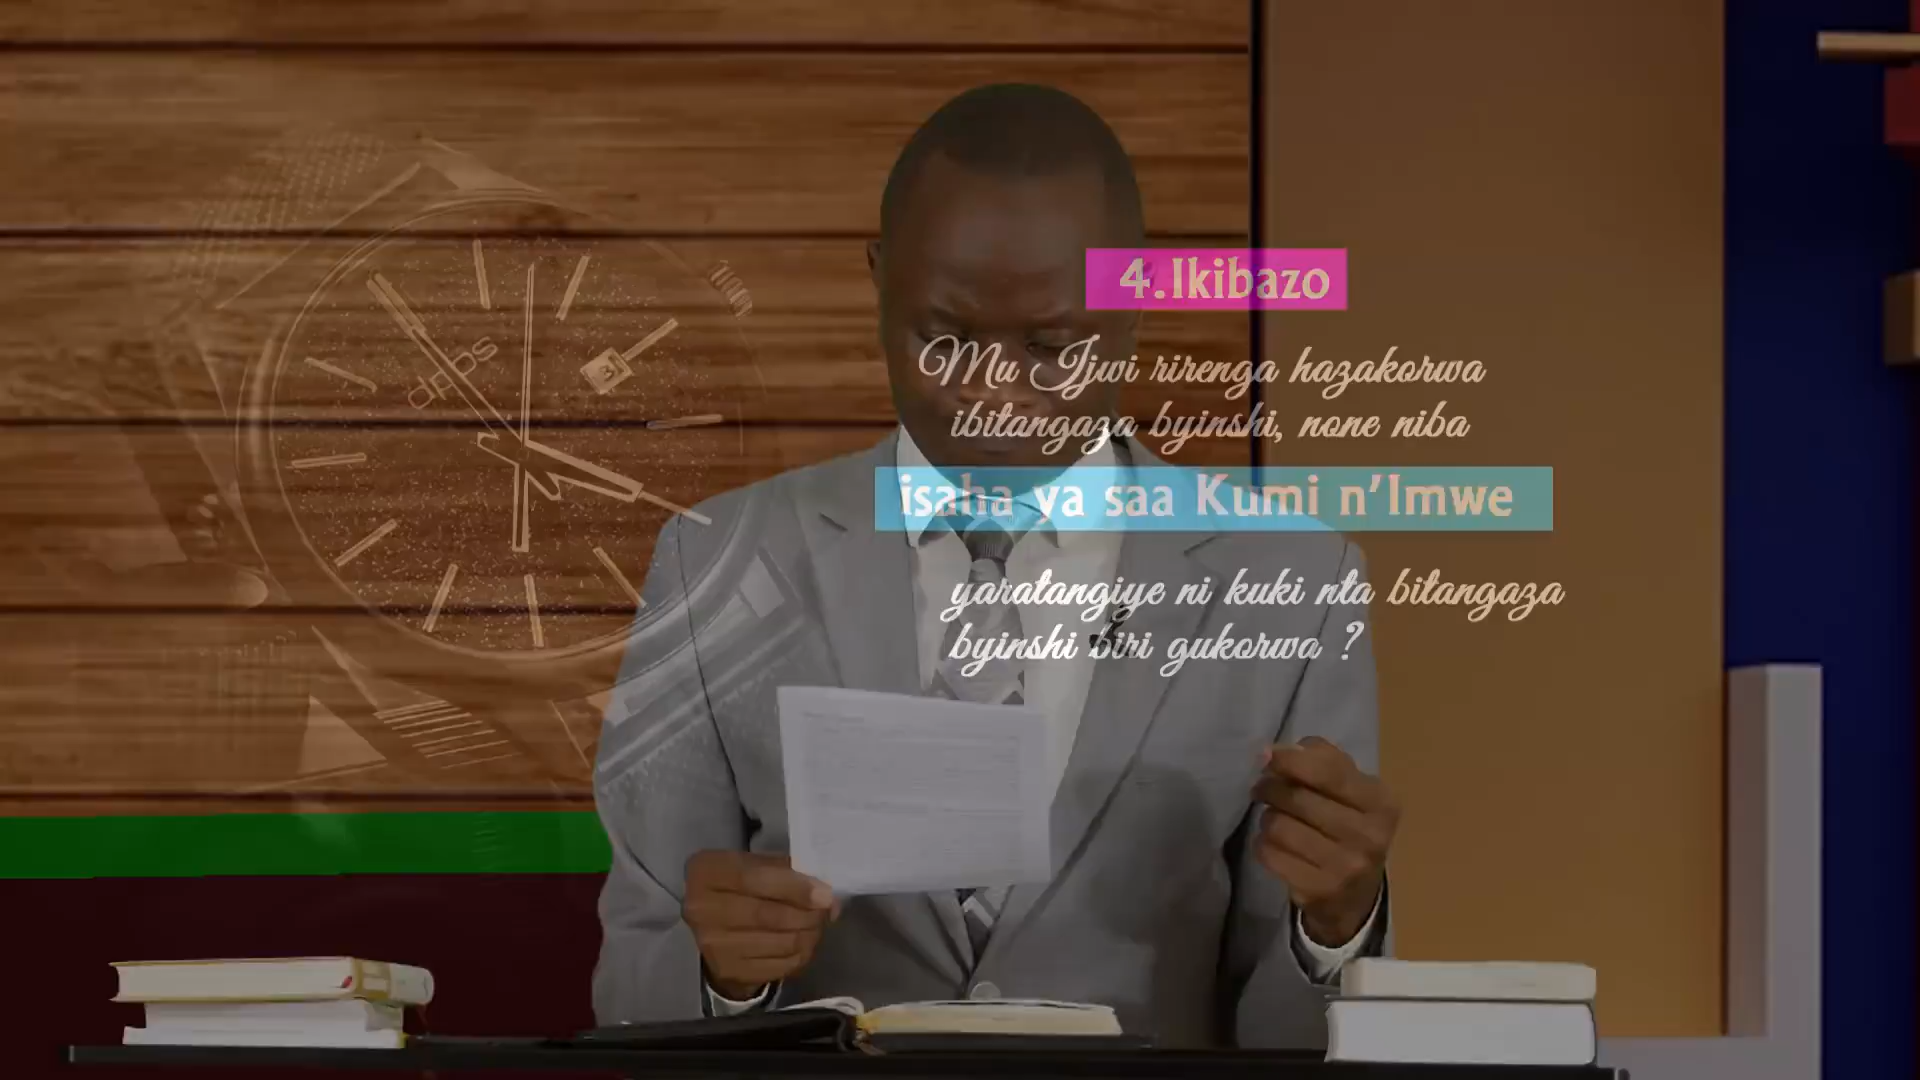 4.Ikibazo
Mu Ijwi rirenga hazakorwa
ibitangaza byinshi, none niba
isaha ya saa Kumi n'Imwe
yaratangiye ni kuki nta bitangaza
byinshi biri gukorwa ?
31